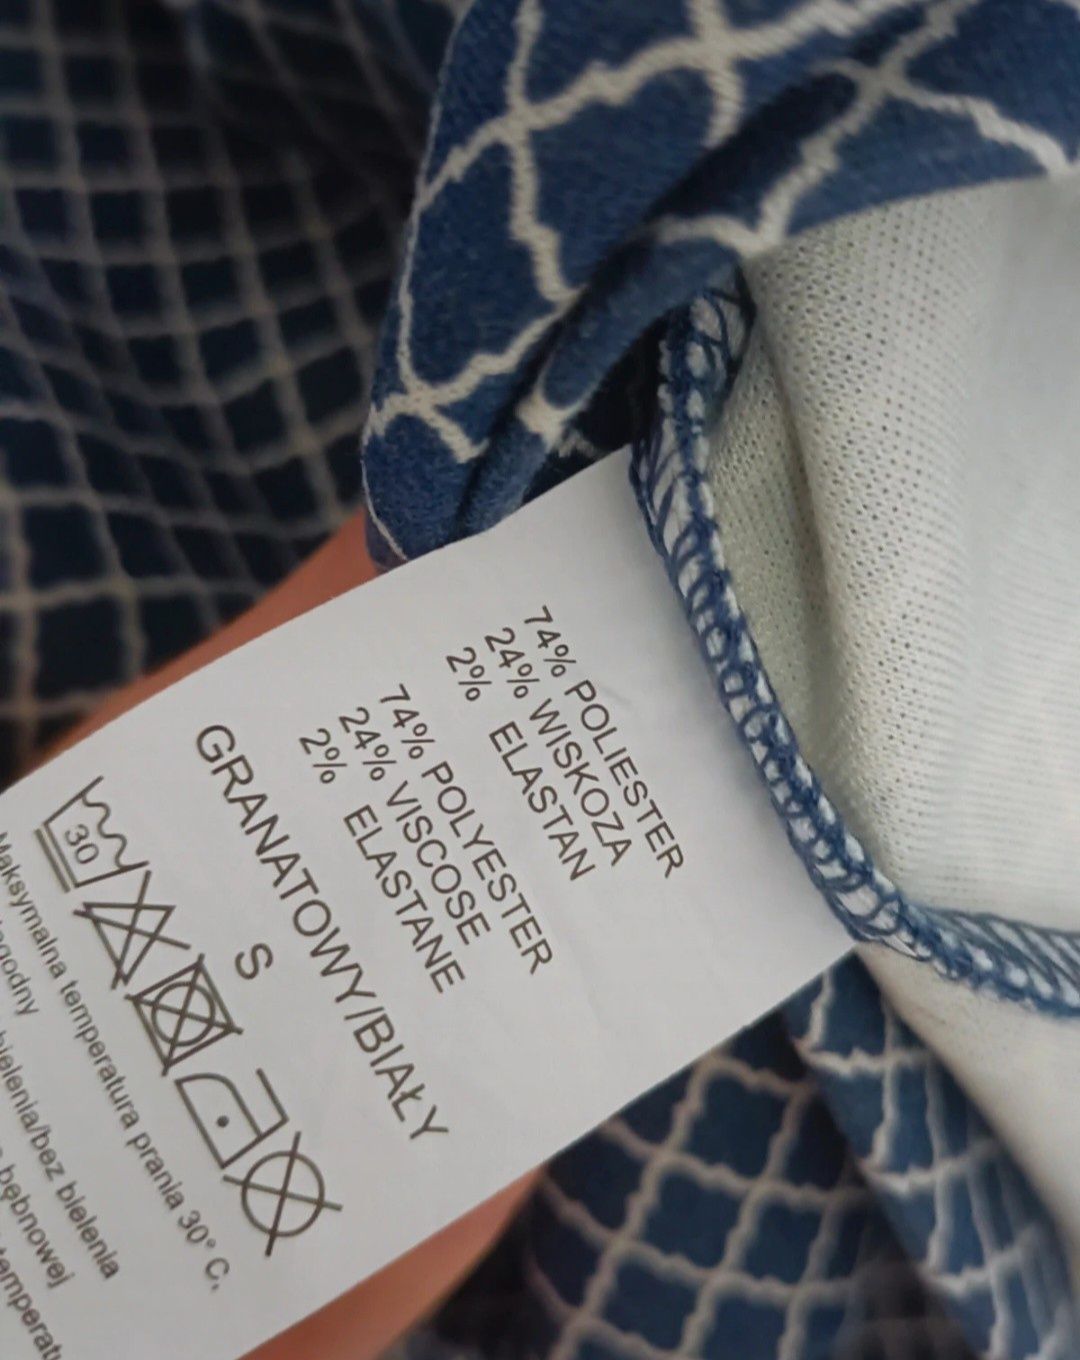 74% POLIESTER
24% WISKOZA
2% ELASTAN
74% POLYESTER
24% VISCOSE
2% ELASTANE
GRANATOWY/BIAŁY
S
30
Maksymalna temperatura prania 30° C,
bielenia/bez bielenia
bębnowej